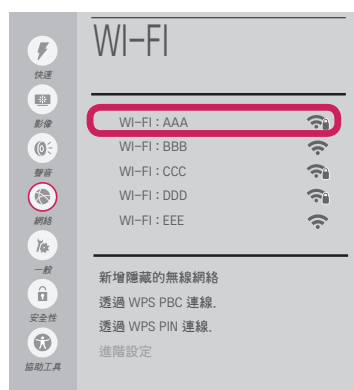 WI-FI
快速
影像
聲音
網絡
一般
安全性
協助工具
WI-FI : AAA
WI-FI : BBB
WI-FI : CCC
WI-FI : DDD
WI-FI : EEE
新增隱藏的無線網絡
透過 WPS PBC 連線.
透過 WPS PIN 連線.
進階設定